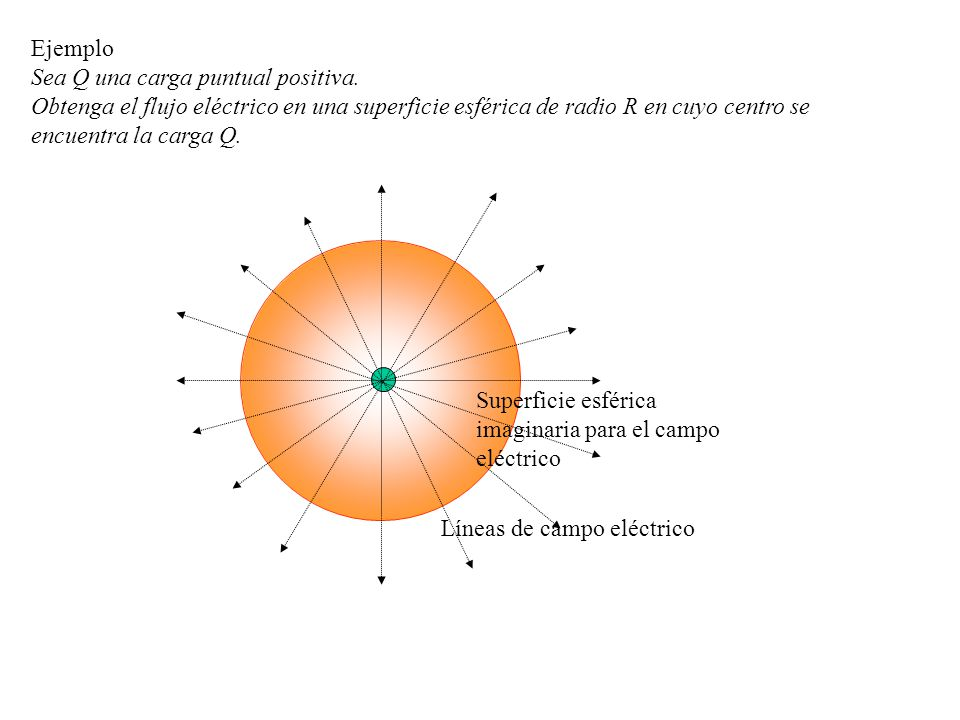 Ejemplo
Sea Q una carga puntual positiva.
Obtenga el flujo eléctrico en una superficie esférica de radio R en cuyo centro se
encuentra la carga Q.
Superficie esférica
imaginaria para el campo
eléctrico
Líneas de campo eléctrico